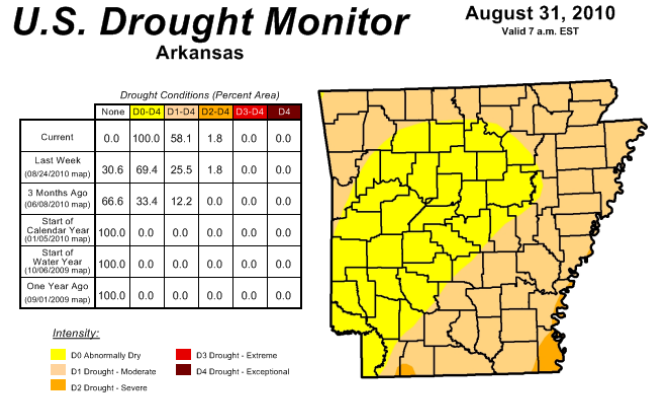 U.S. Drought Monitor
August 31, 2010
Valid 7 a.m. EST
Arkansas
Drought Conditions (Percent Area)
None D0-D4 D1-D4 D2-D4 D3-D4 D4
Current 0.0 100.0 58.1 1.8 0.0 0.0
Last Week
(08/24/2010 map) 30.6 69.4 25.5 1.8 0.0 0.0
3 Months Ago
(06/08/2010 map) 66.6 33.4 12.2 0.0 0.0 0.0
Start of
Calendar Year
(01/05/2010 map) 100.0 0.0 0.0 0.0 0.0 0.0
Start of
Water Year
(10/06/2009 map) 100.0 0.0 0.0 0.0 0.0 0.0
One Year Ago
(09/01/2009 map) 100.0 0.0 0.0 0.0 0.0 0.0
Intensity:
D0 Abnormally Dry
D1 Drought - Moderate
D2 Drought - Severe
D3 Drought - Extreme
D4 Drought - Exceptional